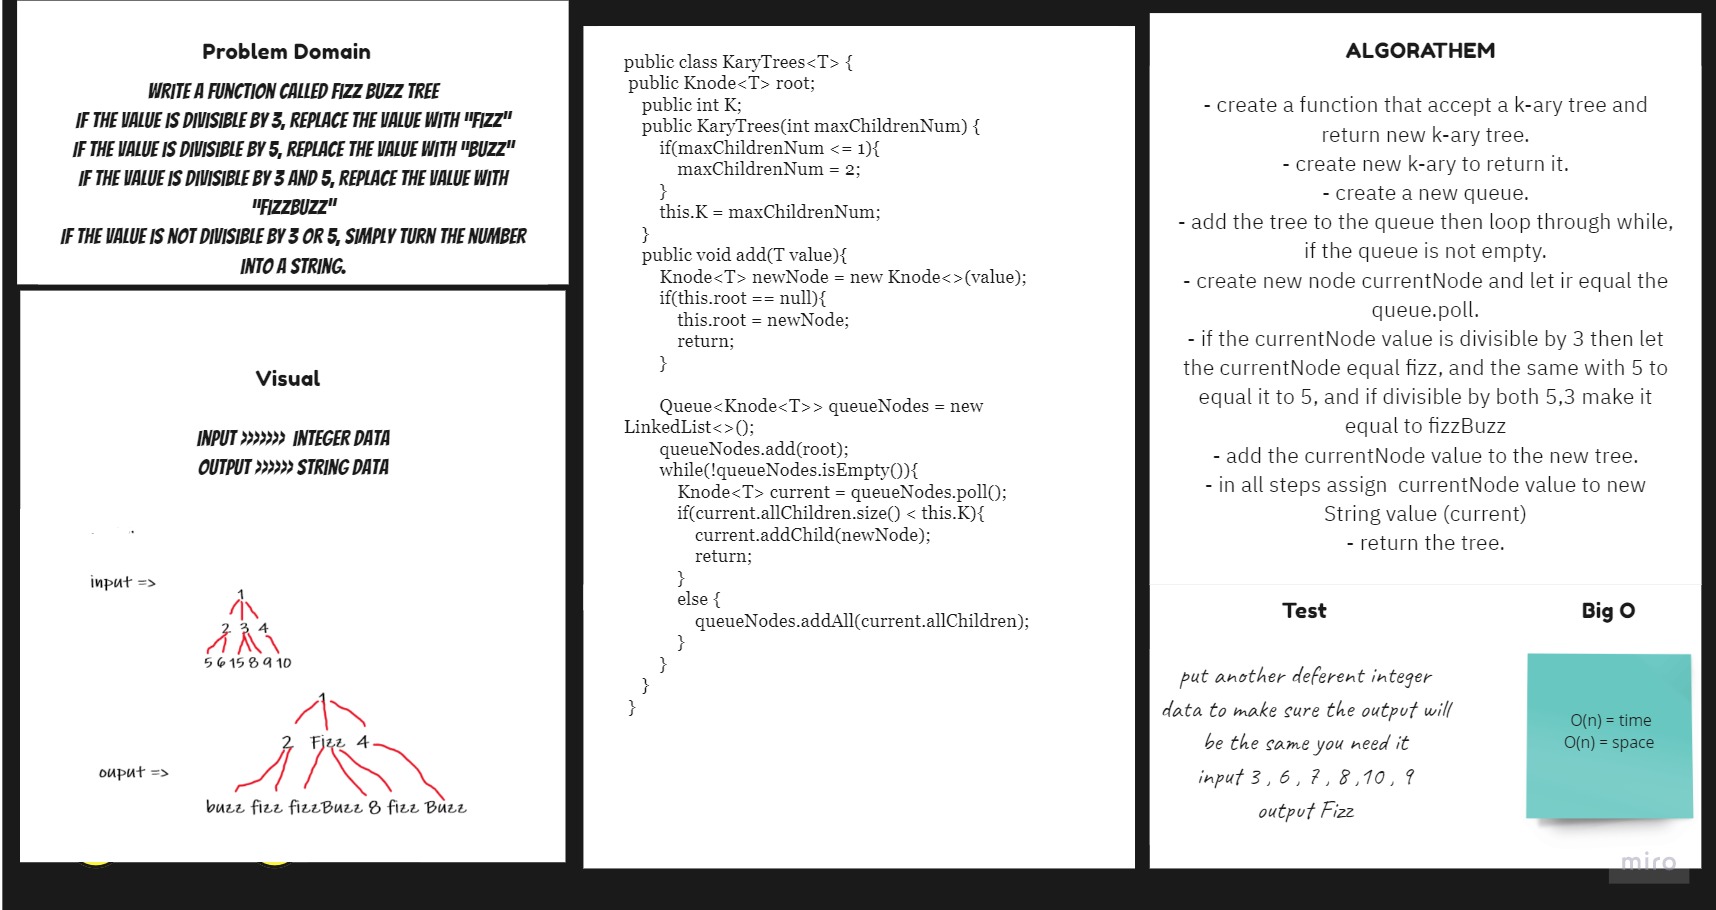 Problem Domain
WRITE A FUNCTION CALLED FIZZ BUZZ TREE
IF THE VALUE IS DIVISIBLE BY 3, REPLACE THE VALUE WITH "FIZZ"
IF THE VALUE IS DIVISIBLE BY 5, REPLACE THE VALUE WITH "BUZZ"
IF THE VALUE IS DIVISIBLE BY 3 AND 5, REPLACE THE VALUE WITH
"FIZZBUZZ"
IF THE VALUE IS NOT DIVISIBLE BY 3 OR 5, SIMPLY TURN THE NUMBER
INTO A STRING.
Visual
INPUT >>>>>>> INTEGER DATA
OUTPUT >>>>>> STRING DATA
input =>
1
2 3 4
5 6 15 8 9 10
ouput =>
1
2 Fizz 4
buzz fizz fizzBuzz 8 fizz Buzz
public class KaryTrees<T> {
public Knode<T> root;
public int K;
public KaryTrees(int maxChildrenNum) {
if(maxChildrenNum <= 1){
maxChildrenNum = 2;
}
this.K = maxChildrenNum;
}
public void add(T value){
Knode<T> newNode = new Knode<>(value);
if(this.root == null){
this.root = newNode;
return;
}
Queue<Knode<T>> queueNodes = new
LinkedList<>();
queueNodes.add(root);
while(!queueNodes.isEmpty()){
Knode<T> current = queueNodes.poll();
if(current.allChildren.size() < this.K){
current.addChild(newNode);
return;
}
else {
queueNodes.addAll(current.allChildren);
}
}
}
}
ALGORATHEM
- create a function that accept a k-ary tree and
return new k-ary tree.
- create new k-ary to return it.
- create a new queue.
- add the tree to the queue then loop through while,
if the queue is not empty.
- create new node currentNode and let ir equal the
queue.poll.
- if the currentNode value is divisible by 3 then let
the currentNode equal fizz, and the same with 5 to
equal it to 5, and if divisible by both 5,3 make it
equal to fizzBuzz
- add the currentNode value to the new tree.
- in all steps assign currentNode value to new
String value (current)
- return the tree.
Test
put another deferent integer
data to make sure the output will
be the same you need it
input 3 , 6 , 7 , 8 ,10 , 9
output Fizz
Big O
O(n) = time
O(n) = space
miro